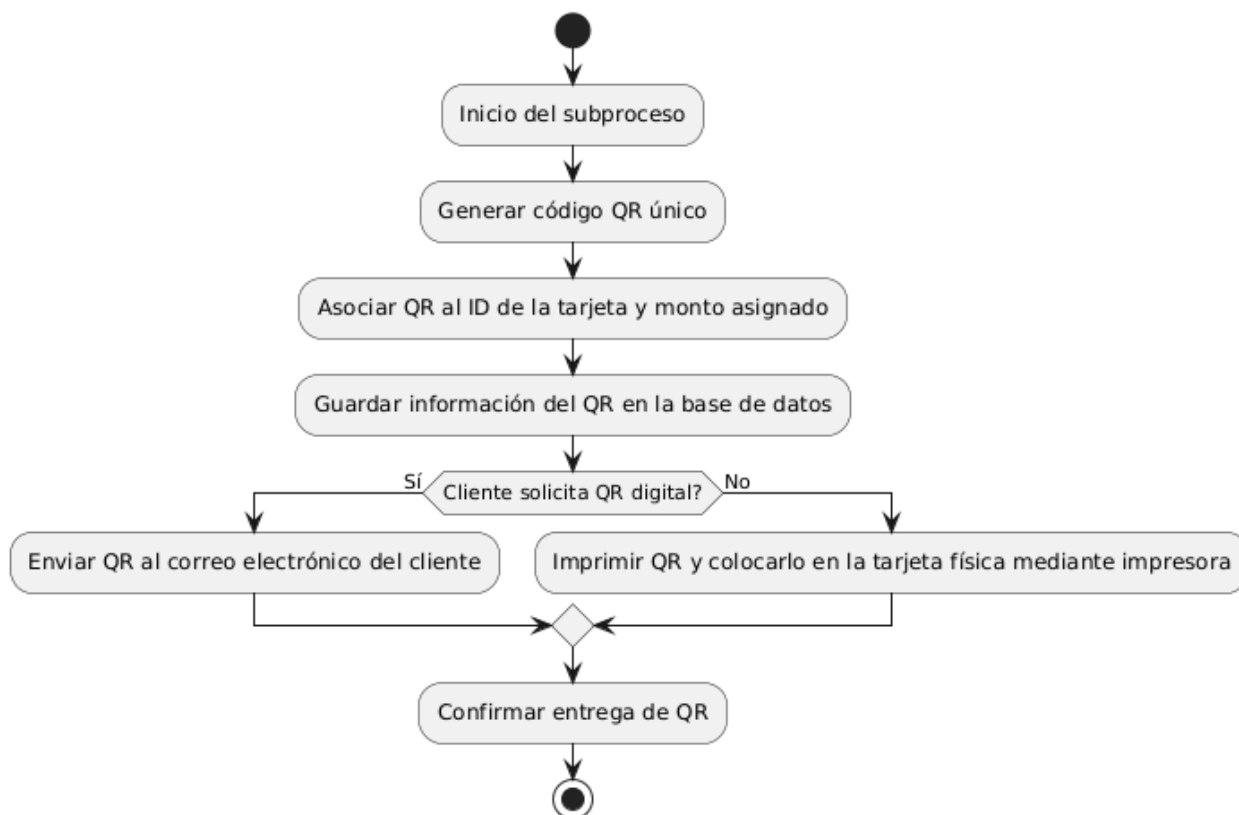 Inicio del subproceso
Generar código QR único
Asociar QR al ID de la tarjeta y monto asignado
Guardar información del QR en la base de datos
Sí
Cliente solicita QR digital?
No
Enviar QR al correo electrónico del cliente
Imprimir QR y colocarlo en la tarjeta física mediante impresora
Confirmar entrega de QR